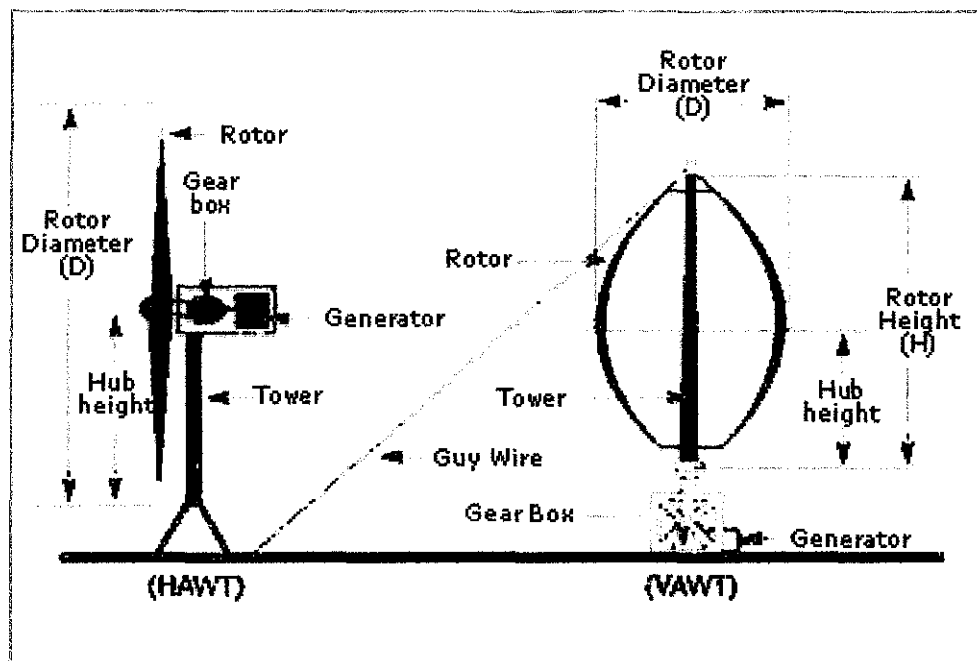 Rotor
Gear
box
Rotor
Diameter
(D)
Generator
Hub
height
Tower
(HAWT)
Rotor
Diameter
(D)
Rotor
Rotor
Height
(H)
Tower
Hub
height
Guy Wire
Gear Box
Generator
(VAWT)